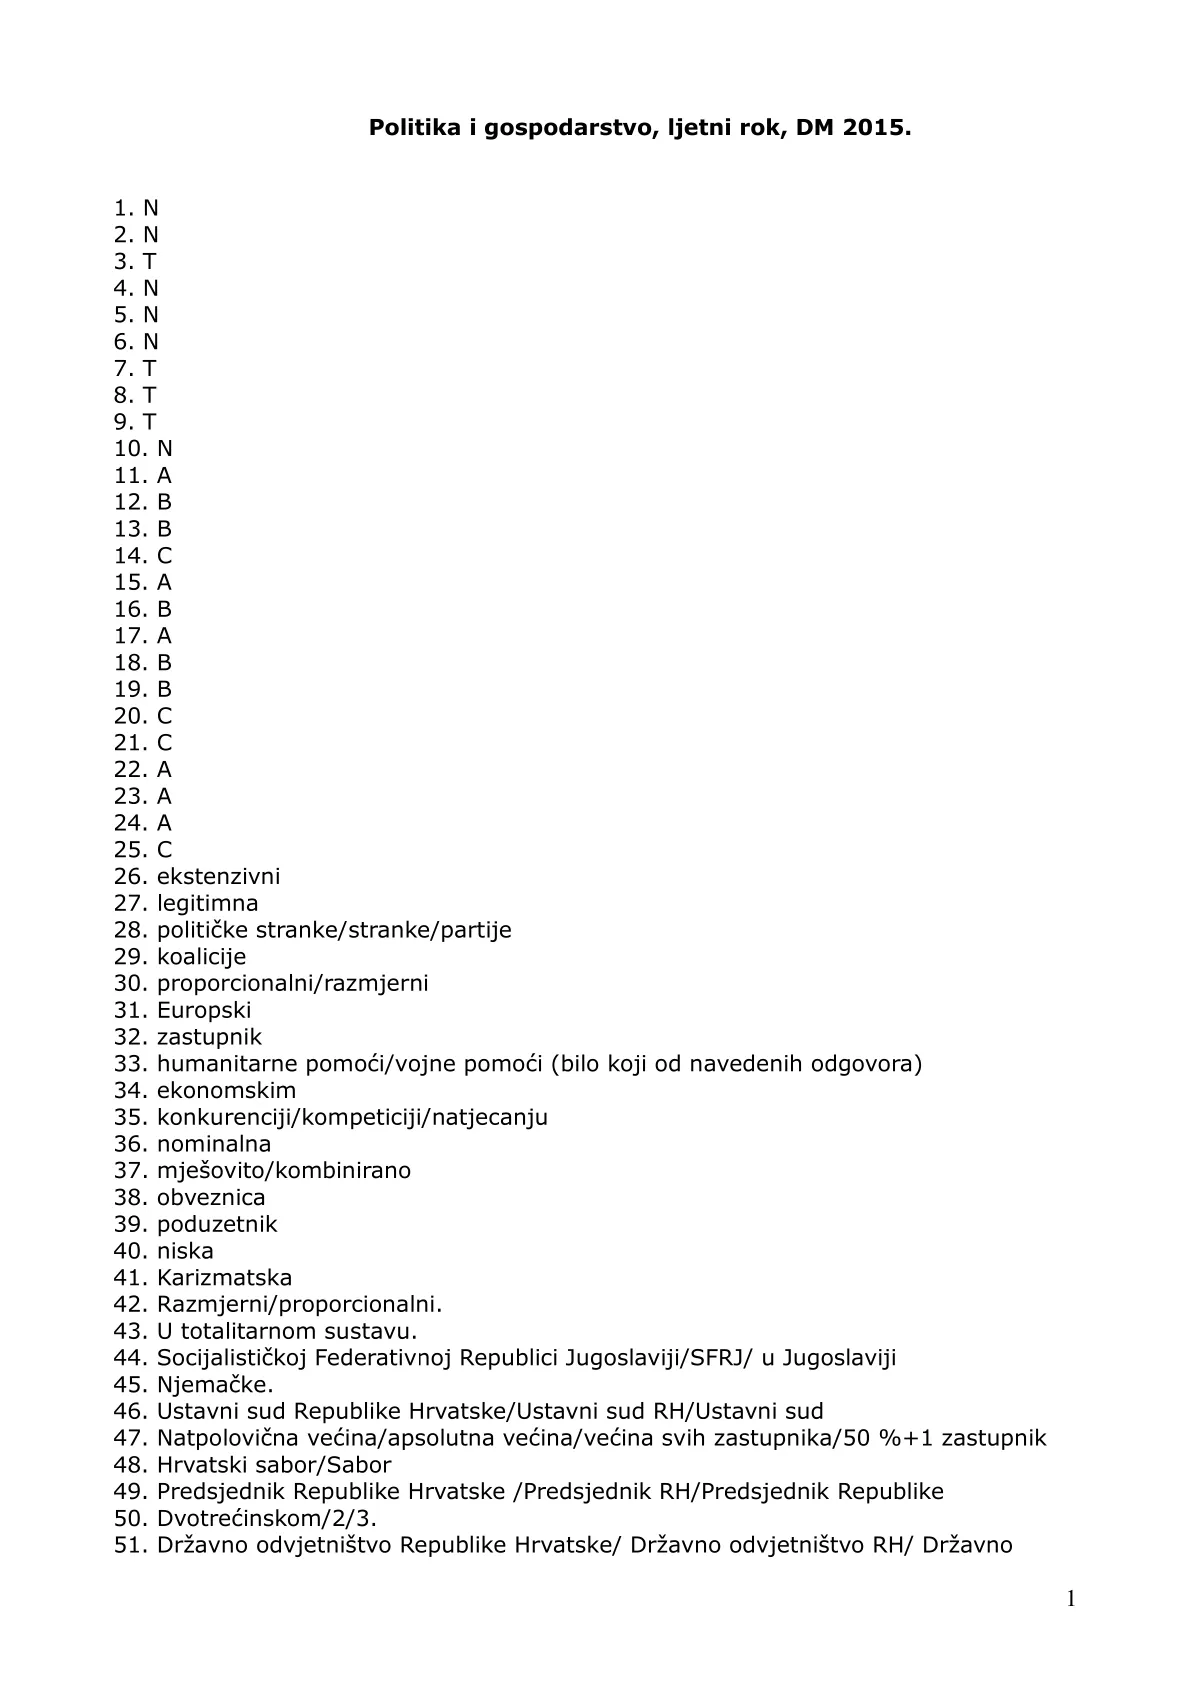 Politika i gospodarstvo, ljetni rok, DM 2015.
1. N
2. N
3. T
4. N
5. N
6. N
7. T
8. T
9. T
10. N
11. A
12. B
13. B
14. C
15. A
16. B
17. A
18. B
19. B
20. C
21. C
22. A
23. A
24. A
25. C
26. ekstenzivni
27. legitimna
28. političke stranke/stranke/partije
29. koalicije
30. proporcionalni/razmjerni
31. Europski
32. zastupnik
33. humanitarne pomoći/vojne pomoći (bilo koji od navedenih odgovora)
34. ekonomskim
35. konkurenciji/kompeticiji/natjecanju
36. nominalna
37. mješovito/kombinirano
38. obveznica
39. poduzetnik
40. niska
41. Karizmatska
42. Razmjerni/proporcionalni.
43. U totalitarnom sustavu.
44. Socijalističkoj Federativnoj Republici Jugoslaviji/SFRJ/ u Jugoslaviji
45. Njemačke.
46. Ustavni sud Republike Hrvatske/Ustavni sud RH/Ustavni sud
47. Natpolovična većina/apsolutna većina/većina svih zastupnika/50 %+1 zastupnik
48. Hrvatski sabor/Sabor
49. Predsjednik Republike Hrvatske /Predsjednik RH/Predsjednik Republike
50. Dvotrećinskom/2/3.
51. Državno odvjetništvo Republike Hrvatske/ Državno odvjetništvo RH/ Državno
1